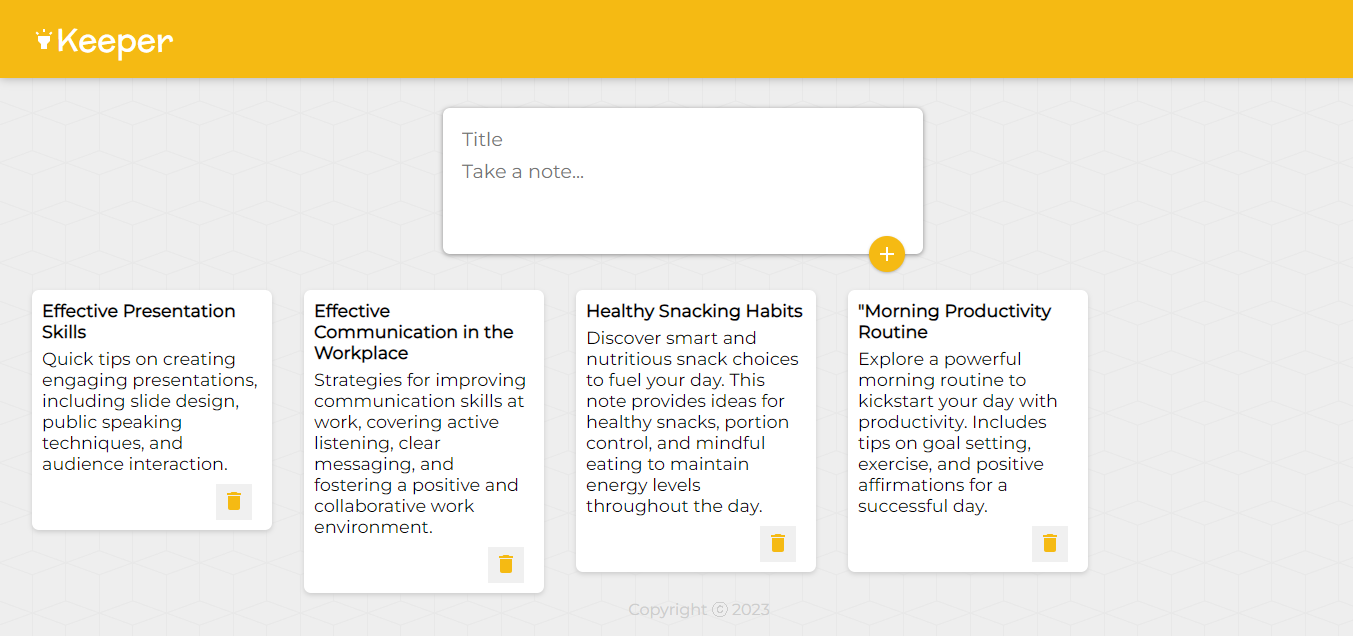 Keeper
Title
Take a note...
Effective Presentation
Skills
Quick tips on creating
engaging presentations,
including slide design,
public speaking
techniques, and
audience interaction.
Effective
Communication in the
Workplace
Strategies for improving
communication skills at
work, covering active
listening, clear
messaging, and
fostering a positive and
collaborative work
environment.
Healthy Snacking Habits
Discover smart and
nutritious snack choices
to fuel your day. This
note provides ideas for
healthy snacks, portion
control, and mindful
eating to maintain
energy levels
throughout the day.
"Morning Productivity
Routine
Explore a powerful
morning routine to
kickstart your day with
productivity. Includes
tips on goal setting,
exercise, and positive
affirmations for a
successful day.
Copyright ⓒ 2023